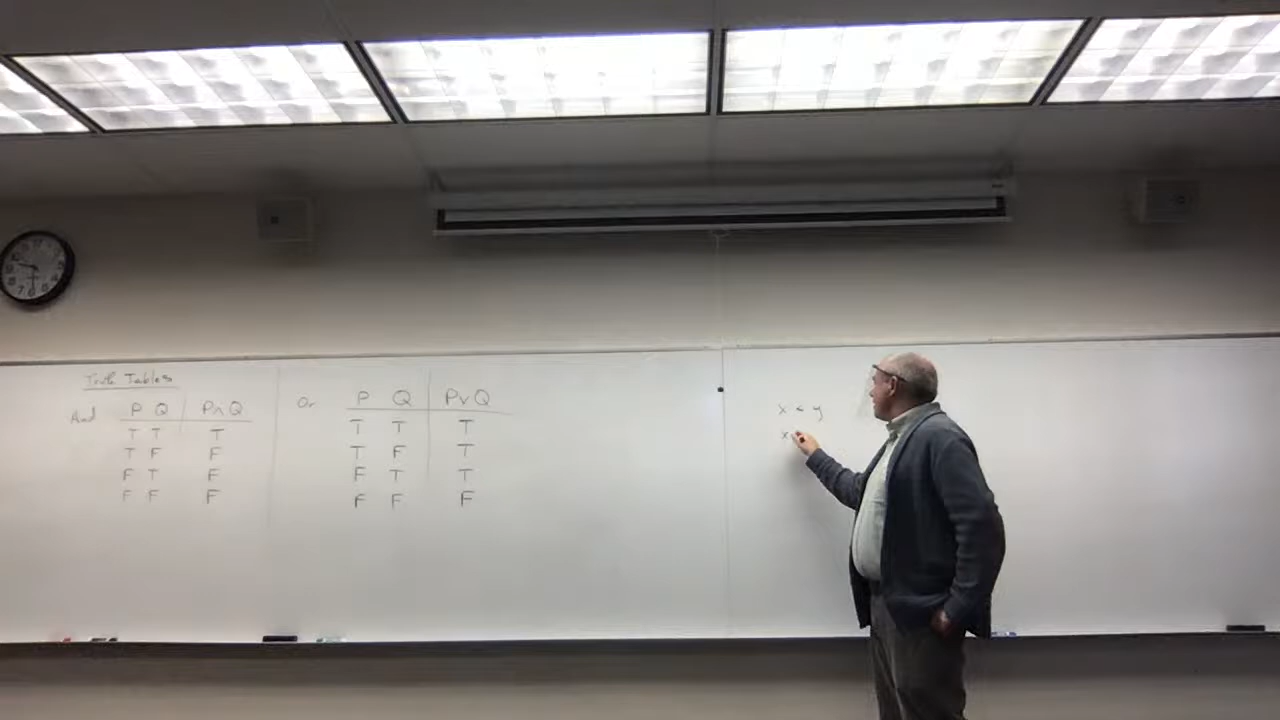 Truth Tables
And P Q P∧Q
T T T
T F F
F T F
F F F
Or P Q P∨Q
T T T
T F T
F T T
F F F
x < y
x